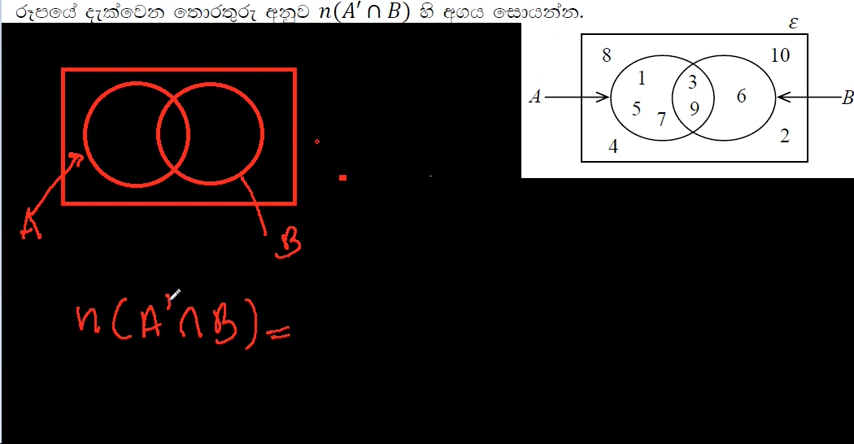 රූපයේ දැක්වෙන තොරතුරු අනුව n(A′ ∩ B) හි අගය සොයන්න.
ε
8 10
1 3
A 5 7 9 6 B
4 2
A
B
n(A'∩B)=